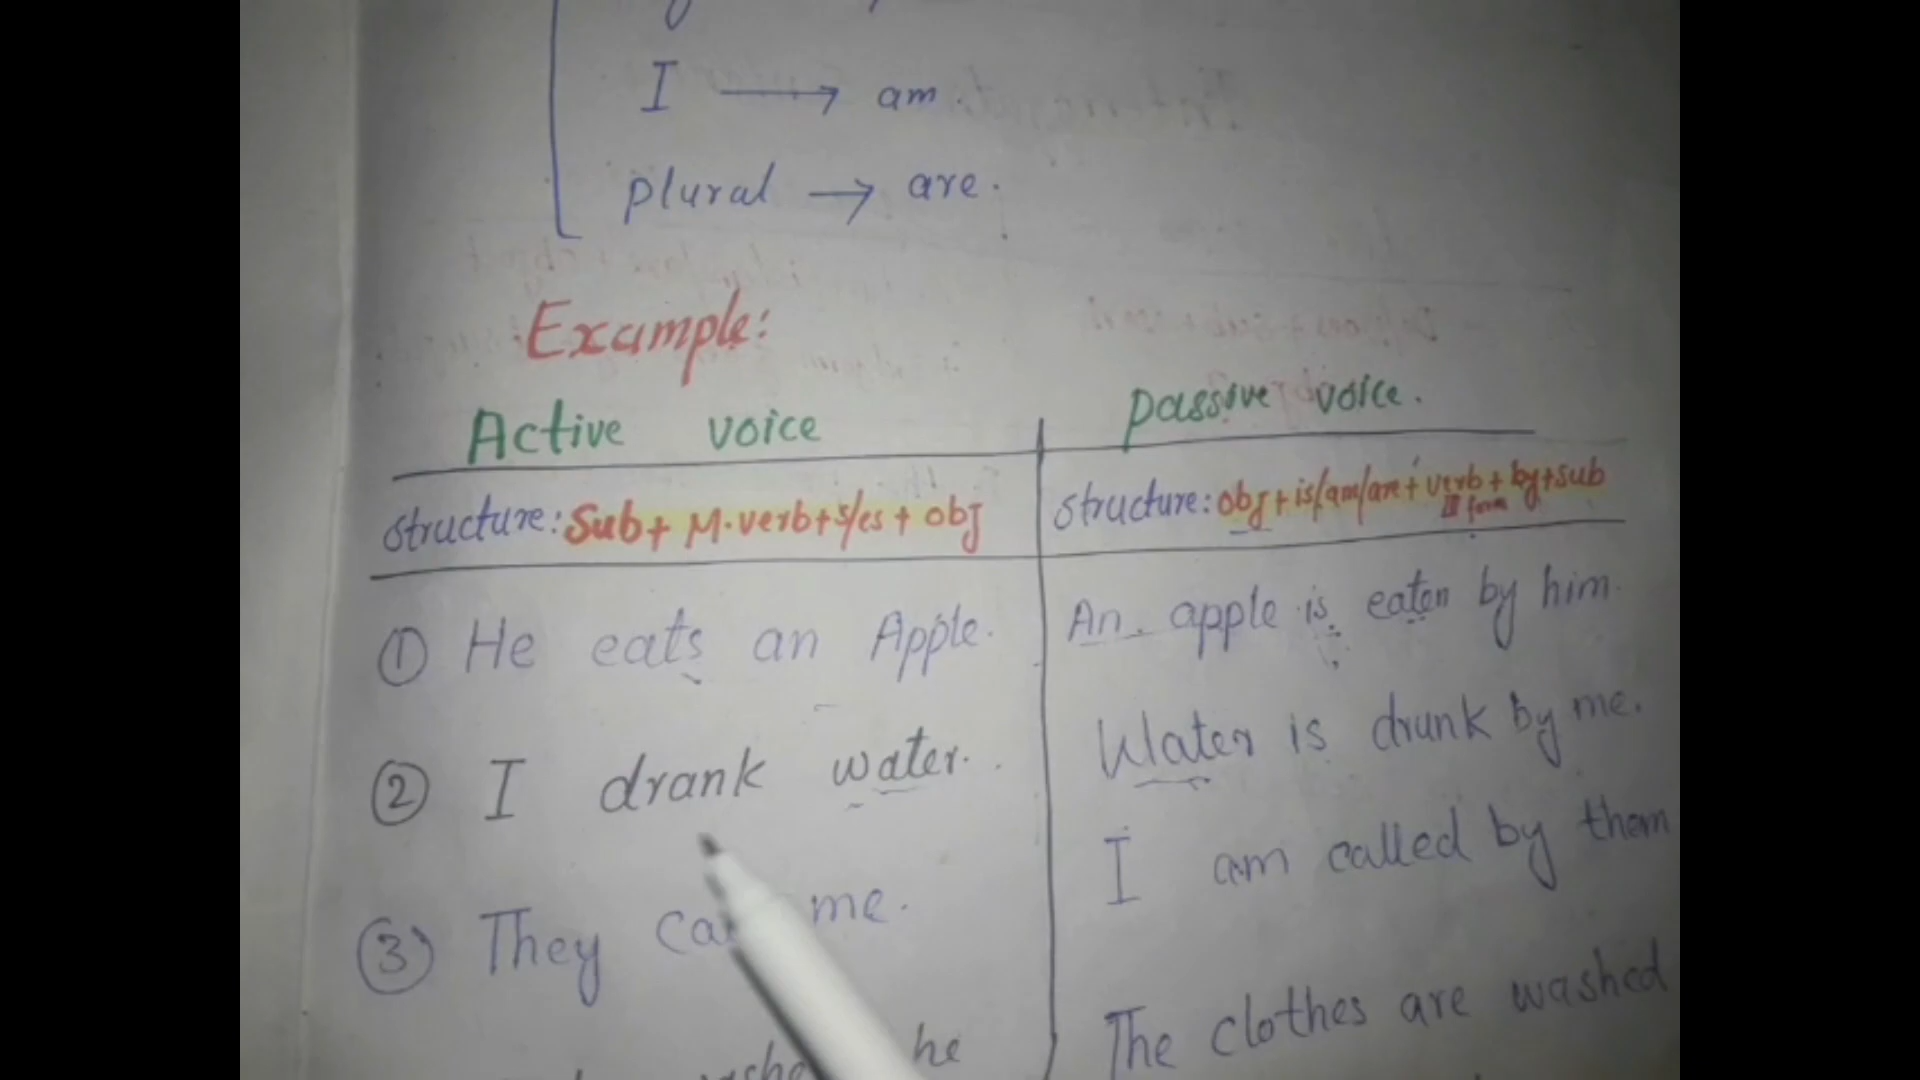 I → am.
plural → are.
Example:
Active voice
passive voice.
structure: Sub + M.verb+s/es + obj
structure: obj + is/am/are + verb + by + sub
III form
① He eats an Apple.
An apple is eaten by him.
② I drank water.
Water is drunk by me.
③ They me.
I am called by them
he
The clothes are washed